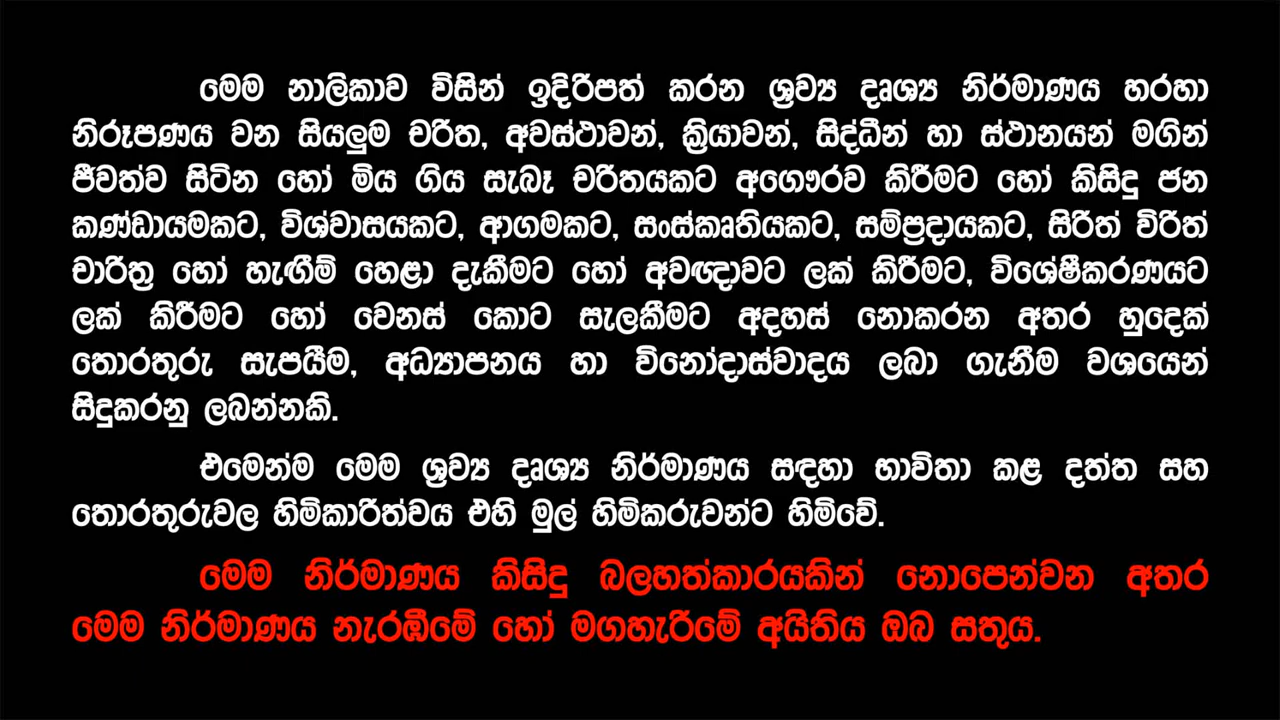 මෙම නාලිකාව විසින් ඉදිරිපත් කරන ශ්‍රව්‍ය දෘශ්‍ය නිර්මාණය හරහා
නිරූපණය වන සියලුම චරිත, අවස්ථාවන්, ක්‍රියාවන්, සිද්ධීන් හා ස්ථානයන් මගින්
ජීවත්ව සිටින හෝ මිය ගිය සැබෑ චරිතයකට අගෞරව කිරීමට හෝ කිසිදු ජන
කණ්ඩායමකට, විශ්වාසයකට, ආගමකට, සංස්කෘතියකට, සම්ප්‍රදායකට, සිරිත් විරිත්
චාරිත්‍ර හෝ හැඟීම් හෙළා දැකීමට හෝ අවඥාවට ලක් කිරීමට, විශේෂීකරණයට
ලක් කිරීමට හෝ වෙනස් කොට සැලකීමට අදහස් නොකරන අතර හුදෙක්
තොරතුරු සැපයීම, අධ්‍යාපනය හා විනෝදාස්වාදය ලබා ගැනීම වශයෙන්
සිදුකරනු ලබන්නකි.
එමෙන්ම මෙම ශ්‍රව්‍ය දෘශ්‍ය නිර්මාණය සඳහා භාවිතා කළ දත්ත සහ
තොරතුරුවල හිමිකාරිත්වය එහි මුල් හිමිකරුවන්ට හිමිවේ.
මෙම නිර්මාණය කිසිදු බලහත්කාරයකින් නොපෙන්වන අතර
මෙම නිර්මාණය නැරඹීමේ හෝ මගහැරීමේ අයිතිය ඔබ සතුය.